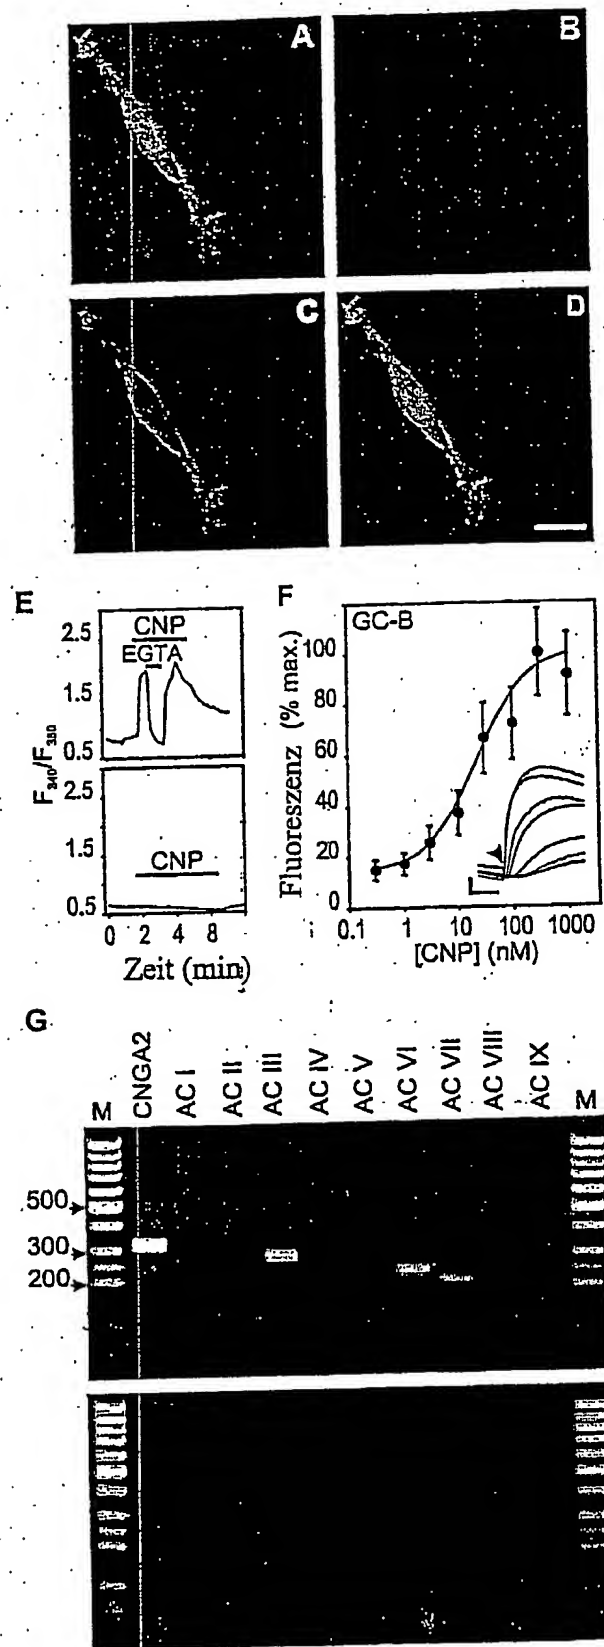 A
B
C
D
E
F
2.5
1.5
0.5
CNP
EGTA
2.5
1.5
0.5
CNP
F340/F380
0 2 4 8
Zeit (min)
Fluoreszenz (% max.)
GC-B
100
80
60
40
20
0
0.1 1 10 100 1000
[CNP] (nM)
G
M CNGA2 AC I AC II AC III AC IV AC V AC VI AC VII AC VIII AC IX M
500
300
200